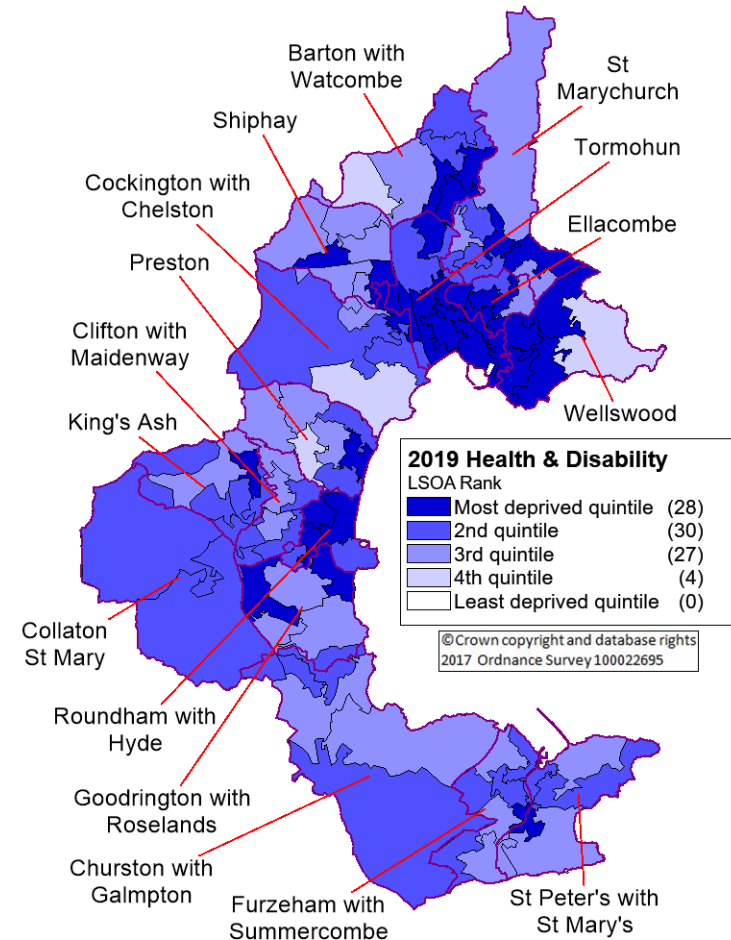 Barton with
Watcombe
St
Marychurch
Shiphay
Tormohun
Cockington with
Chelston
Ellacombe
Preston
Clifton with
Maidenway
King's Ash
Wellswood
2019 Health & Disability
LSOA Rank
Most deprived quintile (28)
2nd quintile (30)
3rd quintile (27)
4th quintile (4)
Least deprived quintile (0)
©Crown copyright and database rights
2017 Ordnance Survey 100022695
Collaton
St Mary
Roundham with
Hyde
Goodrington with
Roselands
Churston with
Galmpton
Furzeham with
Summercombe
St Peter's with
St Mary's